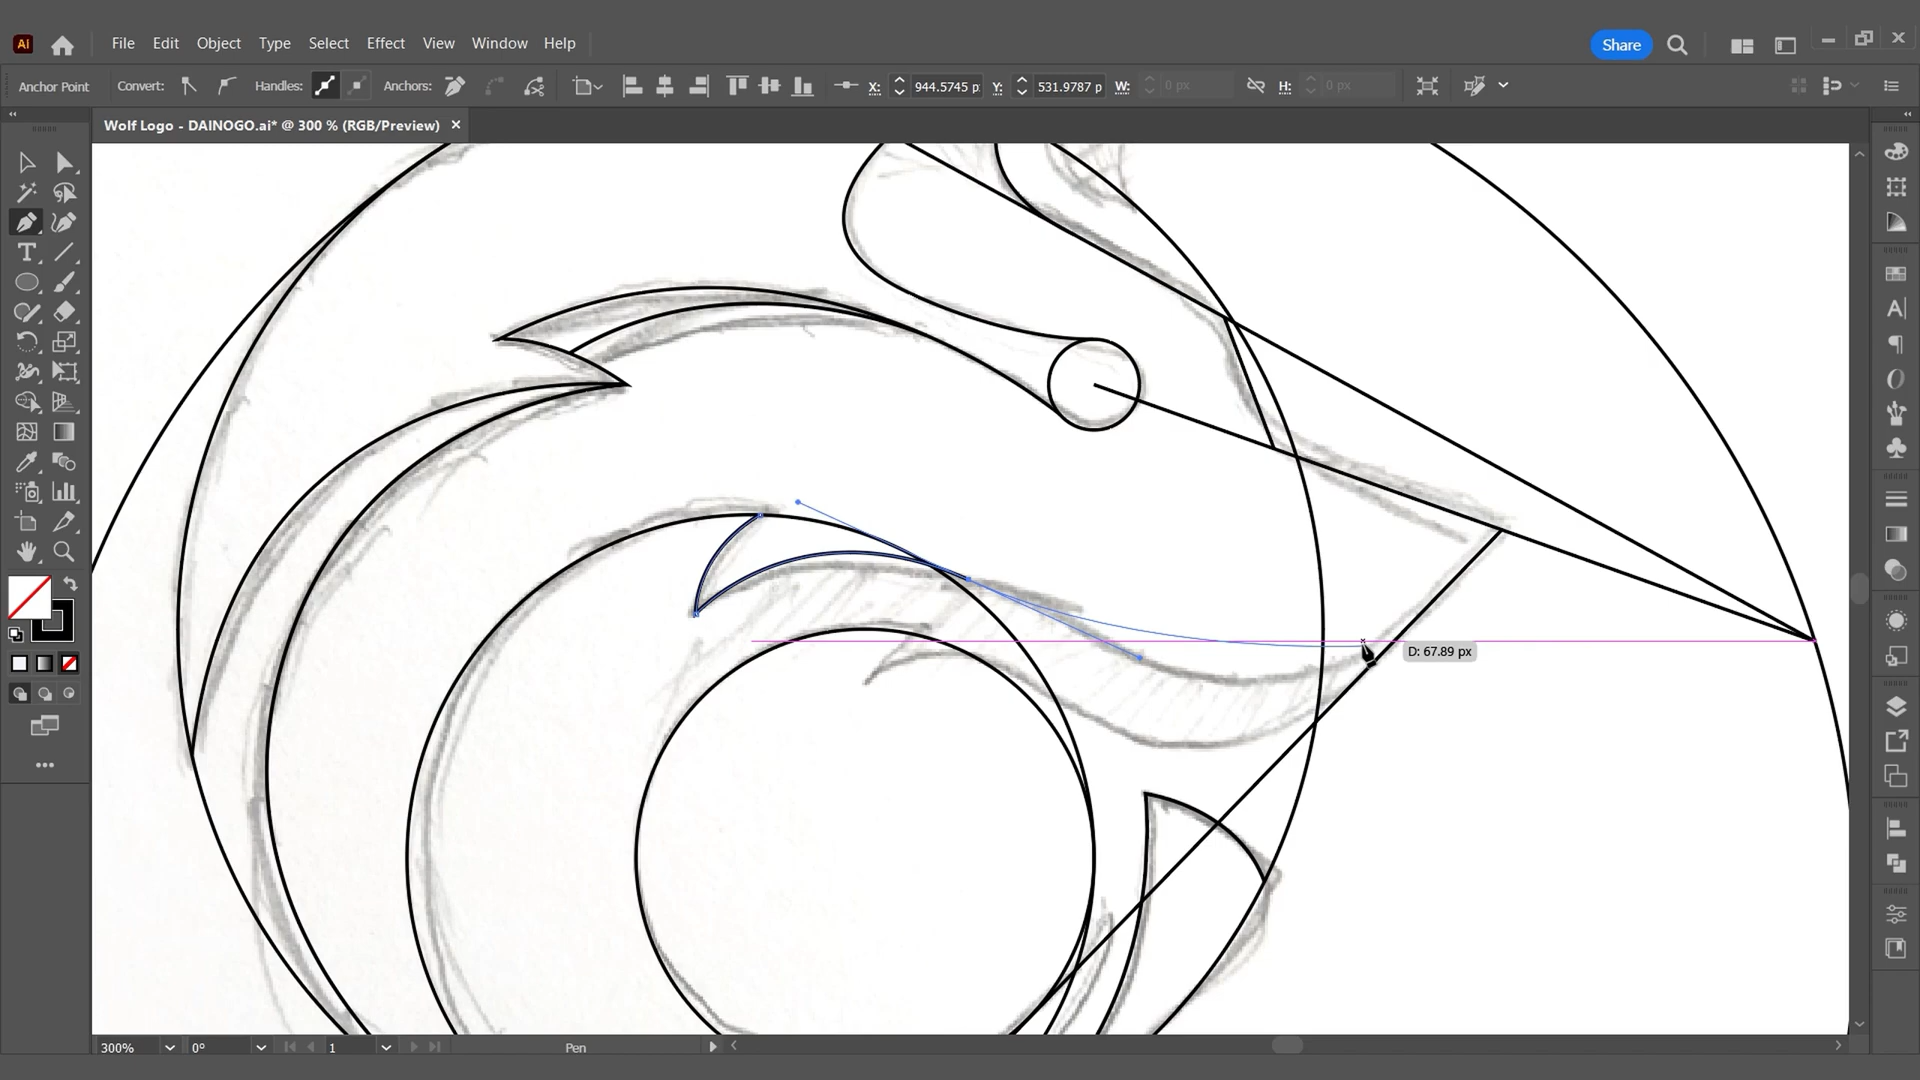 Ai File Edit Object Type Select Effect View Window Help Share
Anchor Point Convert: Handles: Anchors: X: 944.5745 p Y: 531.9787 p W: 0 px H: 0 px
Wolf Logo - DAINOGO.ai* @ 300 % (RGB/Preview)
D: 67.89 px
300% 0° 1 Pen